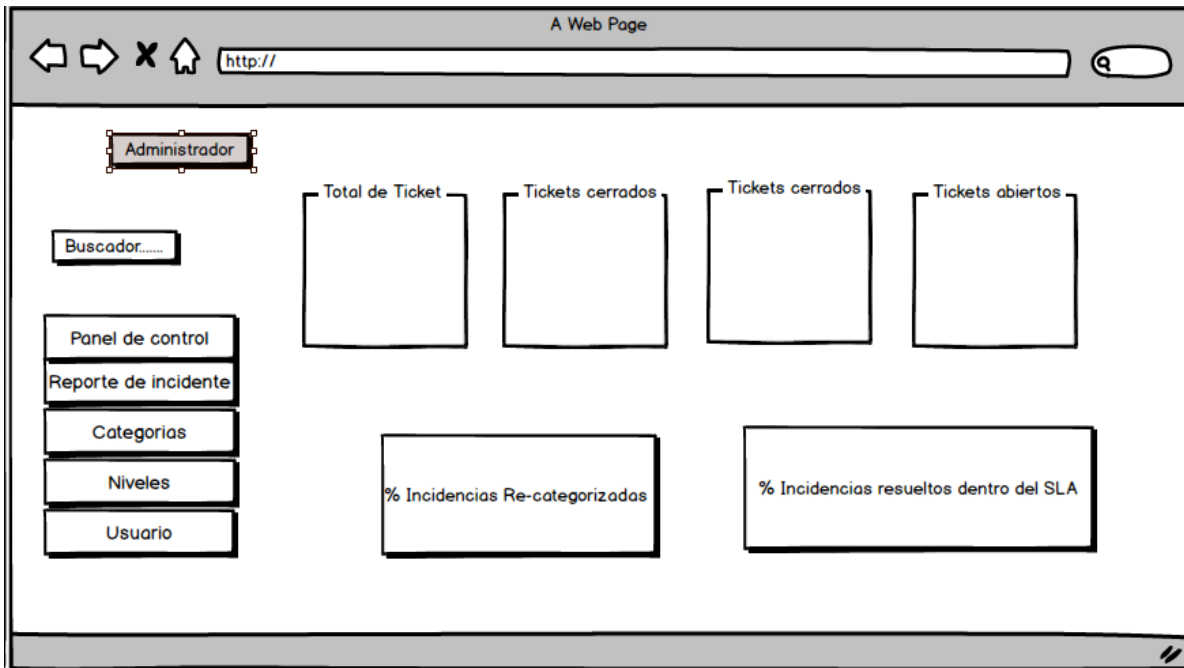 A Web Page
http://
Administrador
Total de Ticket
Tickets cerrados
Tickets cerrados
Tickets abiertos
Buscador.......
Panel de control
Reporte de incidente
Categorias
Niveles
Usuario
% Incidencias Re-categorizadas
% Incidencias resueltos dentro del SLA